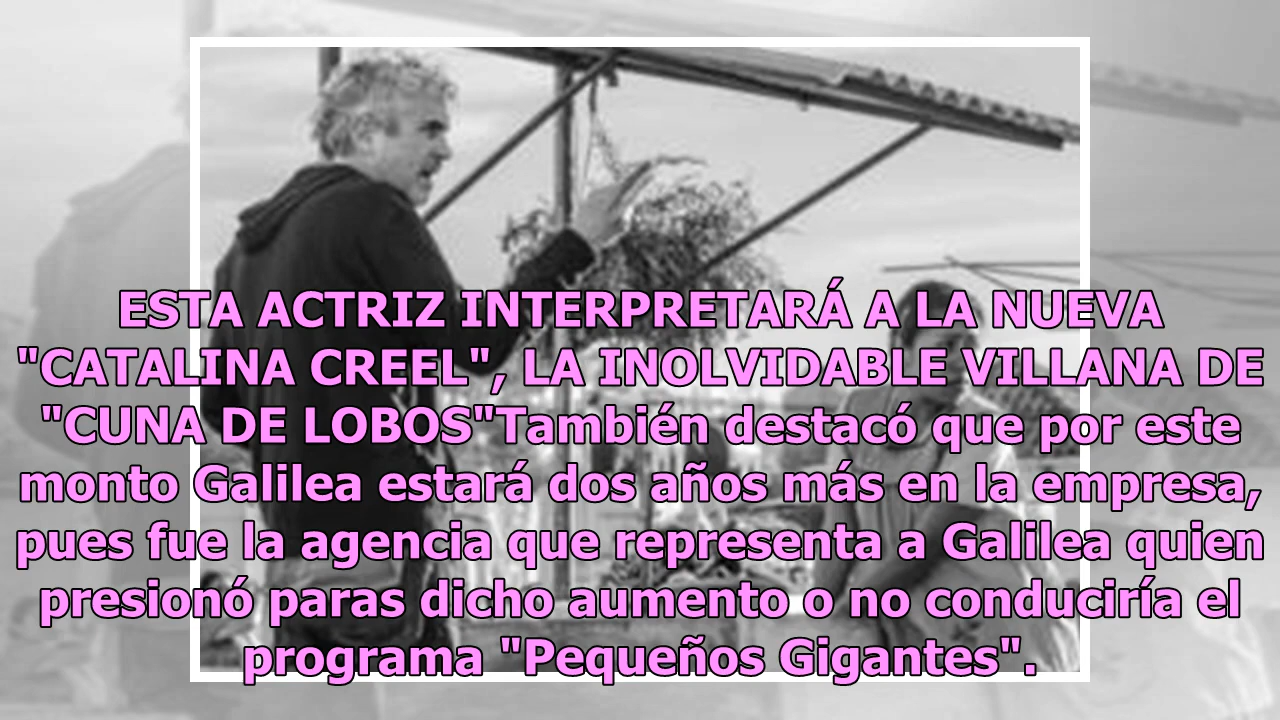 ESTA ACTRIZ INTERPRETARÁ A LA NUEVA
"CATALINA CREEL", LA INOLVIDABLE VILLANA DE
"CUNA DE LOBOS"También destacó que por este
monto Galilea estará dos años más en la empresa,
pues fue la agencia que representa a Galilea quien
presionó paras dicho aumento o no conduciría el
programa "Pequeños Gigantes".